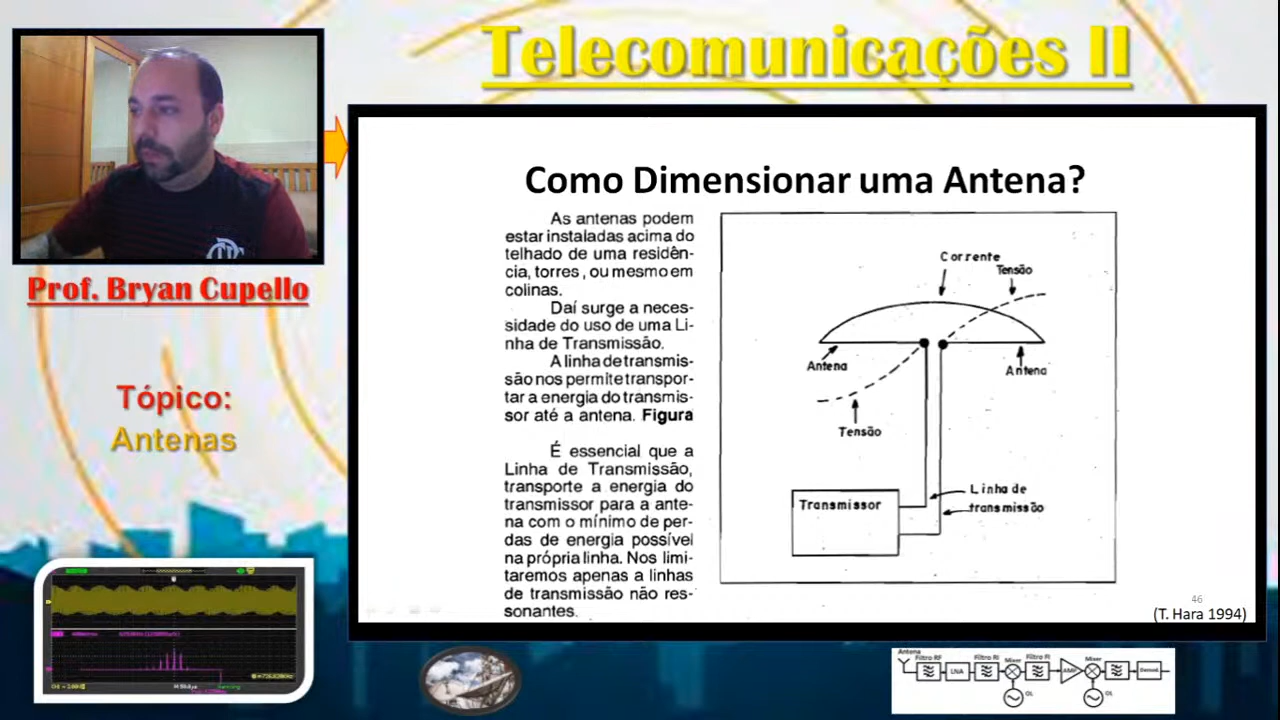 Telecomunicações II
Prof. Bryan Cupello
Tópico:
Antenas
Como Dimensionar uma Antena?
As antenas podem
estar instaladas acima do
telhado de uma residên-
cia, torres, ou mesmo em
colinas.
Daí surge a neces-
sidade do uso de uma Li-
nha de Transmissão.
A linha de transmis-
são nos permite transpor-
tar a energia do transmis-
sor até a antena. Figura
É essencial que a
Linha de Transmissão,
transporte a energia do
transmissor para a ante-
na com o mínimo de per-
das de energia possível
na própria linha. Nos limi-
taremos apenas a linhas
de transmissão não res-
sonantes.
Corrente
Tensão
Antena
Antena
Tensão
Transmissor
Linha de
transmissão
46
(T. Hara 1994)
Antena
Filtro RF
LNA
Filtro RI
Mixer
Filtro FI
AMP
Mixer
Demod.
OL
OL